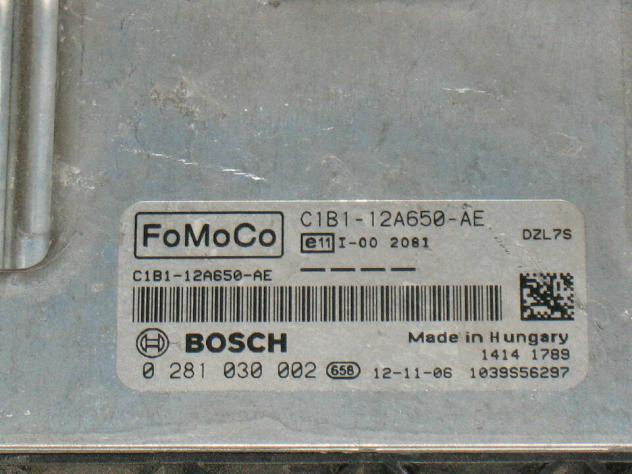 FoMoCo
C1B1-12A650-AE
e11 I-00 2081
DZL7S
C1B1-12A650-AE
BOSCH
Made in Hungary
1414 1789
0 281 030 002 658 12-11-06 1039S56297